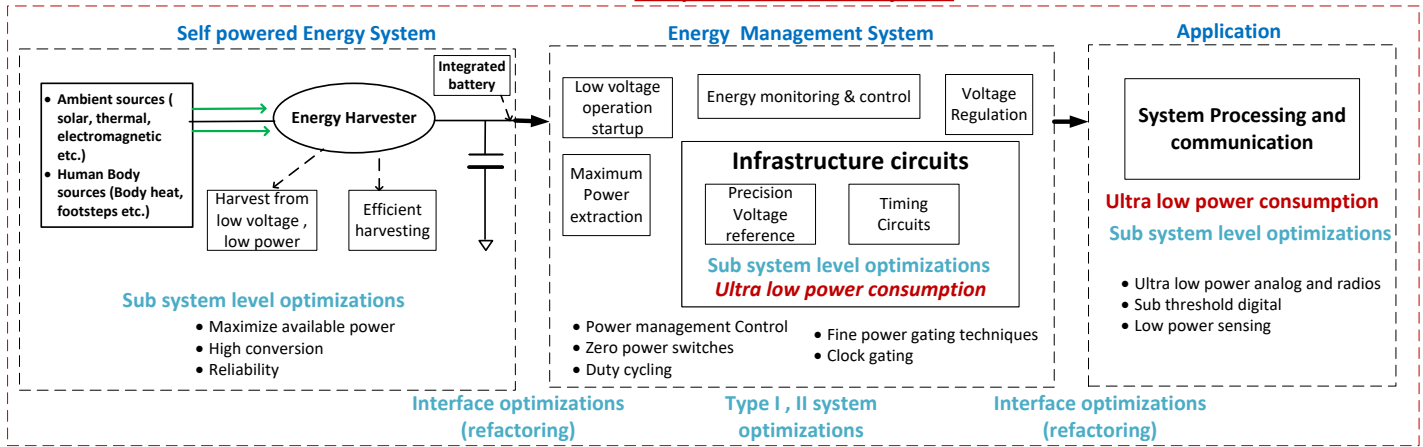 Self powered Energy System
Energy Management System
Application
• Ambient sources (
solar, thermal,
electromagnetic
etc.)
• Human Body
sources (Body heat,
footsteps etc.)
Energy Harvester
Integrated
battery
Harvest from
low voltage ,
low power
Efficient
harvesting
Sub system level optimizations
• Maximize available power
• High conversion
• Reliability
Low voltage
operation
startup
Energy monitoring & control
Voltage
Regulation
Maximum
Power
extraction
Infrastructure circuits
Precision
Voltage
reference
Timing
Circuits
Sub system level optimizations
Ultra low power consumption
• Power management Control
• Zero power switches
• Duty cycling
• Fine power gating techniques
• Clock gating
System Processing and
communication
Ultra low power consumption
Sub system level optimizations
• Ultra low power analog and radios
• Sub threshold digital
• Low power sensing
Interface optimizations
(refactoring)
Type I , II system
optimizations
Interface optimizations
(refactoring)